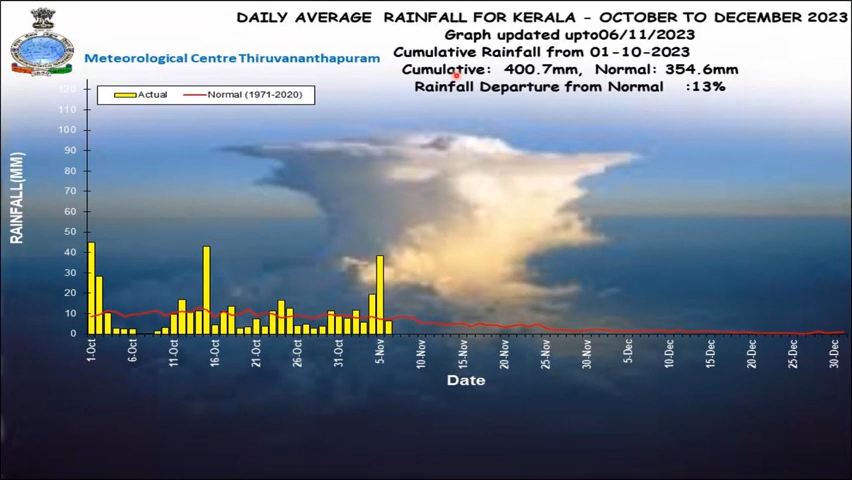 DAILY AVERAGE RAINFALL FOR KERALA - OCTOBER TO DECEMBER 2023
Graph updated upto06/11/2023
Cumulative Rainfall from 01-10-2023
Meteorological Centre Thiruvananthapuram
Cumulative: 400.7mm, Normal: 354.6mm
Rainfall Departure from Normal :13%
Actual Normal (1971-2020)
RAINFALL(MM)
120
110
100
90
80
70
60
50
40
30
20
10
0
1-Oct 6-Oct 11-Oct 16-Oct 21-Oct 26-Oct 31-Oct 5-Nov 10-Nov 15-Nov 20-Nov 25-Nov 30-Nov 5-Dec 10-Dec 15-Dec 20-Dec 25-Dec 30-Dec
Date